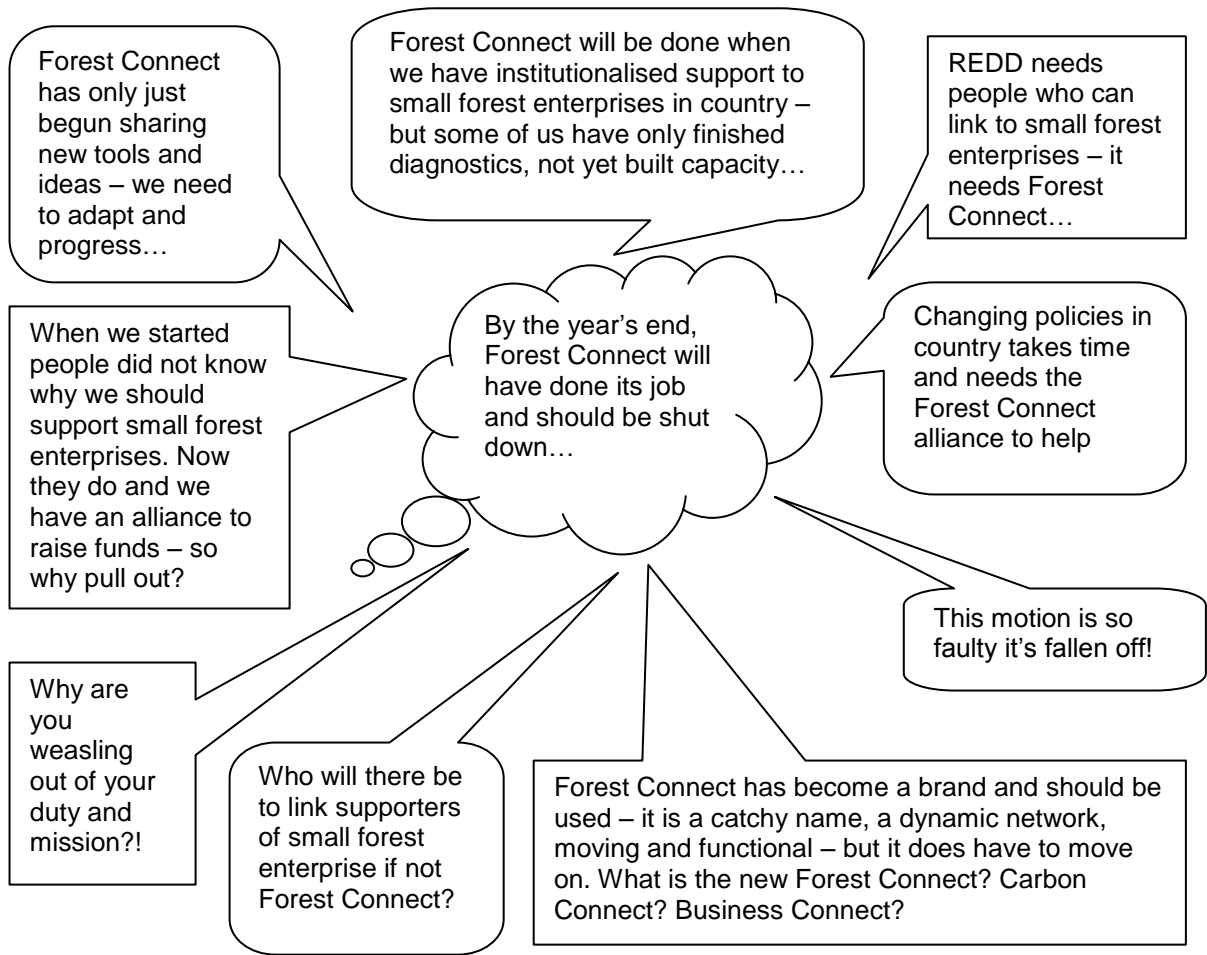 Forest Connect
has only just
begun sharing
new tools and
ideas – we need
to adapt and
progress…
Forest Connect will be done when
we have institutionalised support to
small forest enterprises in country –
but some of us have only finished
diagnostics, not yet built capacity…
REDD needs
people who can
link to small forest
enterprises – it
needs Forest
Connect…
When we started
people did not know
why we should
support small forest
enterprises. Now
they do and we
have an alliance to
raise funds – so
why pull out?
By the year’s end,
Forest Connect will
have done its job
and should be shut
down…
Changing policies in
country takes time
and needs the
Forest Connect
alliance to help
This motion is so
faulty it’s fallen off!
Why are
you
weasling
out of your
duty and
mission?!
Who will there be
to link supporters
of small forest
enterprise if not
Forest Connect?
Forest Connect has become a brand and should be
used – it is a catchy name, a dynamic network,
moving and functional – but it does have to move
on. What is the new Forest Connect? Carbon
Connect? Business Connect?